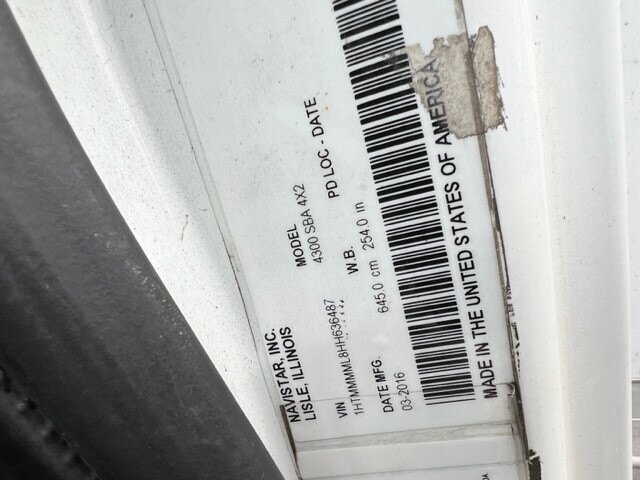 NAVISTAR, INC.
LISLE, ILLINOIS
MODEL
4300 SBA 4X2
PD LOC - DATE
VIN
1HTMMMML8HH636487
W.B.
645.0 cm 254.0 in
DATE MFG.
03-2016
MADE IN THE UNITED STATES OF AMERICA